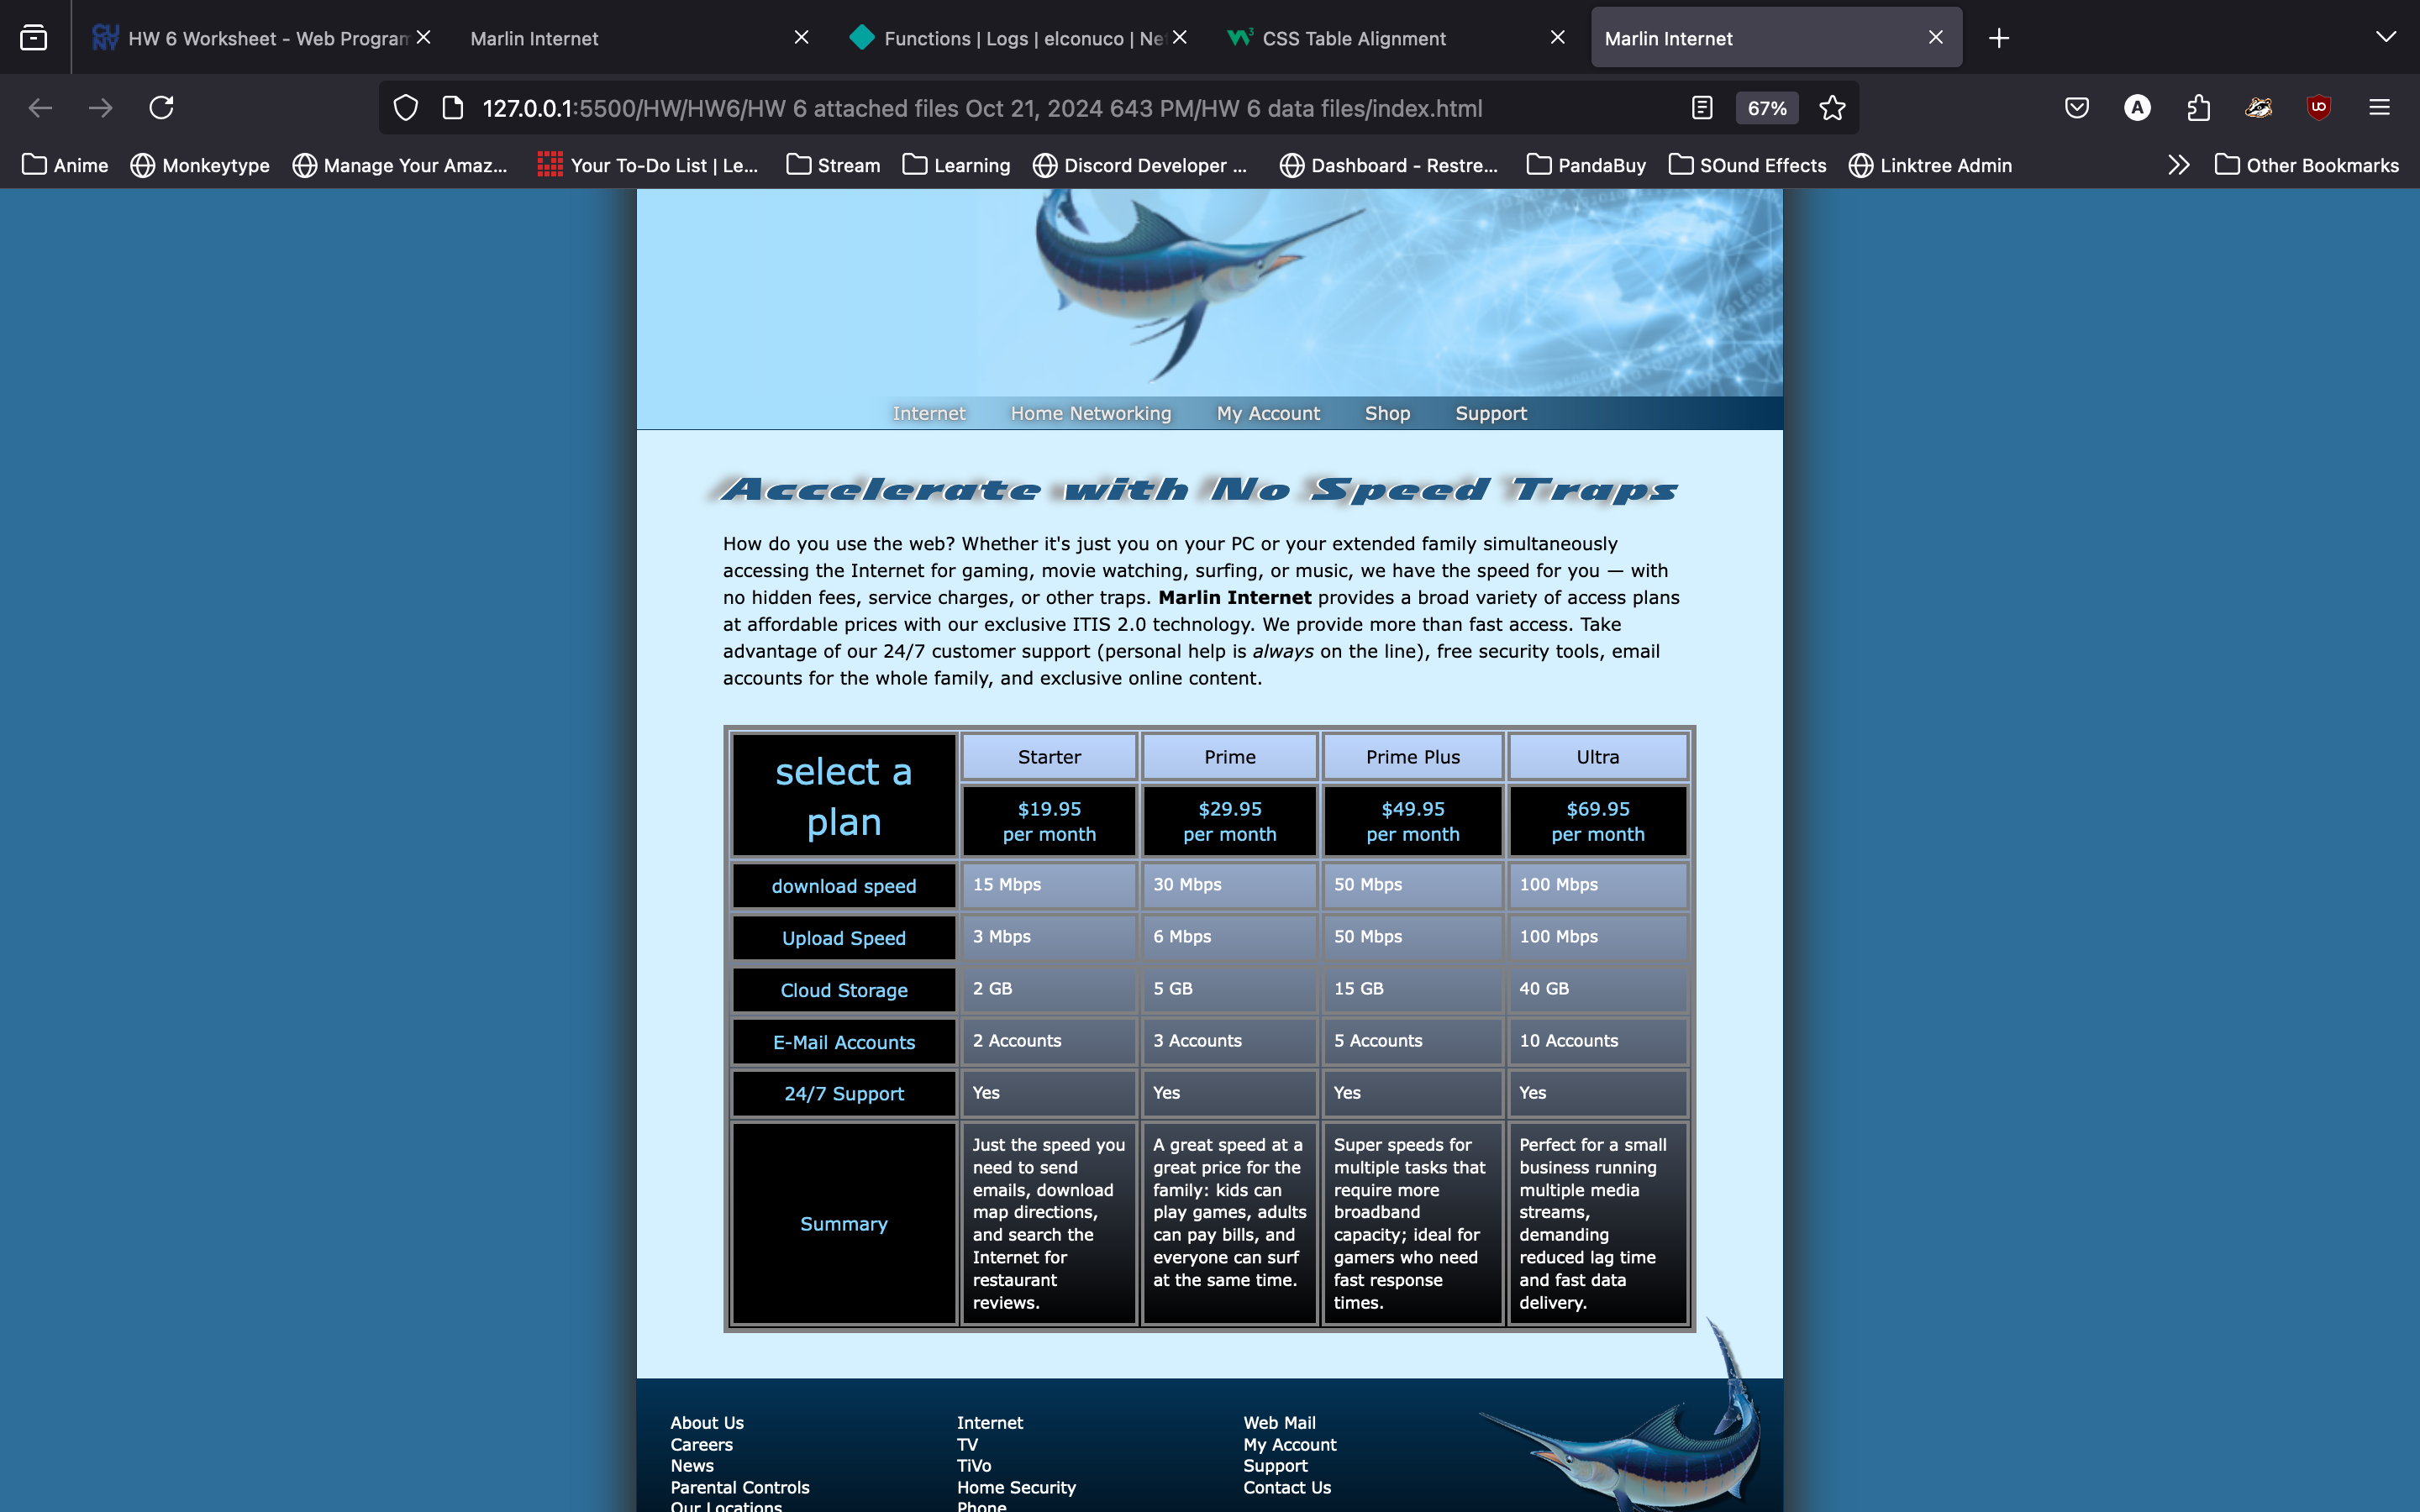 HW 6 Worksheet - Web Program
Marlin Internet
Functions | Logs | elconuco | Net
CSS Table Alignment
Marlin Internet
127.0.0.1:5500/HW/HW6/HW 6 attached files Oct 21, 2024 643 PM/HW 6 data files/index.html
67%
Anime
Monkeytype
Manage Your Amaz...
Your To-Do List | Le...
Stream
Learning
Discord Developer ...
Dashboard - Restre...
PandaBuy
SOund Effects
Linktree Admin
Other Bookmarks
Internet Home Networking My Account Shop Support
Accelerate with No Speed Traps
How do you use the web? Whether it's just you on your PC or your extended family simultaneously
accessing the Internet for gaming, movie watching, surfing, or music, we have the speed for you — with
no hidden fees, service charges, or other traps. Marlin Internet provides a broad variety of access plans
at affordable prices with our exclusive ITIS 2.0 technology. We provide more than fast access. Take
advantage of our 24/7 customer support (personal help is always on the line), free security tools, email
accounts for the whole family, and exclusive online content.
select a
plan
Starter Prime Prime Plus Ultra
$19.95 $29.95 $49.95 $69.95
per month per month per month per month
download speed 15 Mbps 30 Mbps 50 Mbps 100 Mbps
Upload Speed 3 Mbps 6 Mbps 50 Mbps 100 Mbps
Cloud Storage 2 GB 5 GB 15 GB 40 GB
E-Mail Accounts 2 Accounts 3 Accounts 5 Accounts 10 Accounts
24/7 Support Yes Yes Yes Yes
Summary
Just the speed you
need to send
emails, download
map directions,
and search the
Internet for
restaurant
reviews.
A great speed at a
great price for the
family: kids can
play games, adults
can pay bills, and
everyone can surf
at the same time.
Super speeds for
multiple tasks that
require more
broadband
capacity; ideal for
gamers who need
fast response
times.
Perfect for a small
business running
multiple media
streams,
demanding
reduced lag time
and fast data
delivery.
About Us
Careers
News
Parental Controls
Our Locations
Internet
TV
TiVo
Home Security
Phone
Web Mail
My Account
Support
Contact Us